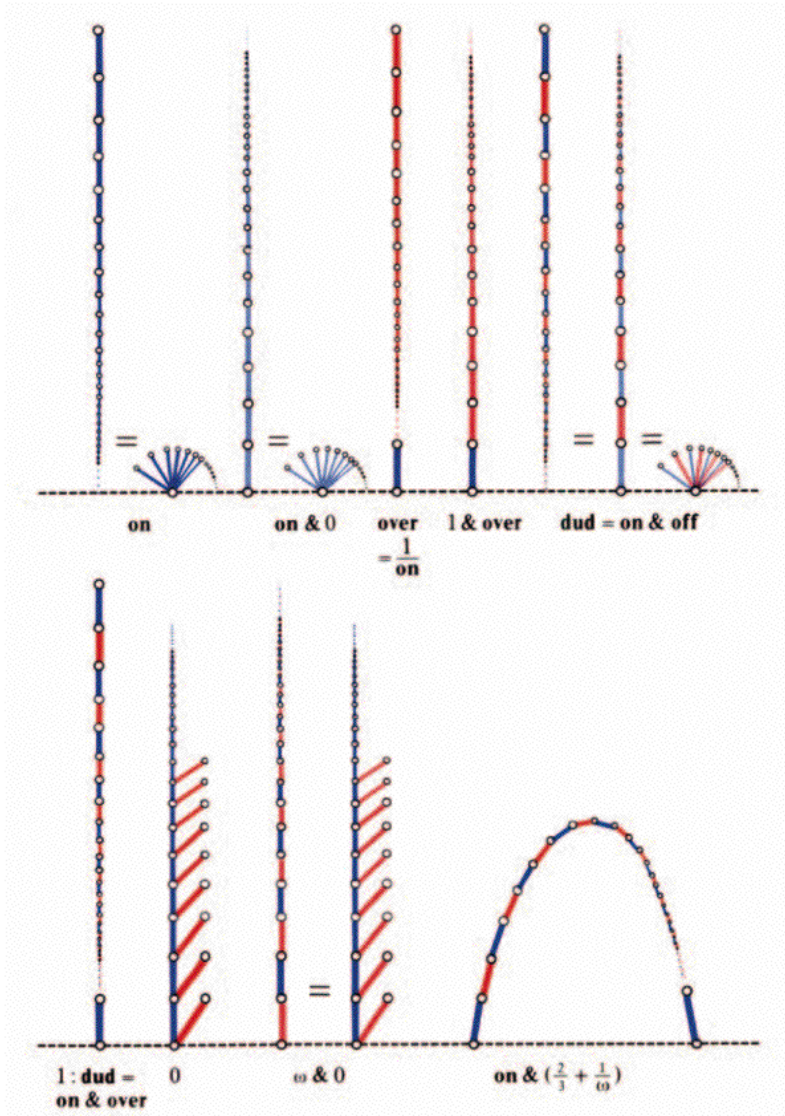 = = = =
on on & 0 over 1 & over dud = on & off
= 1/on
=
1 : dud = 0 ω & 0 on & (2/3 + 1/ω)
on & over